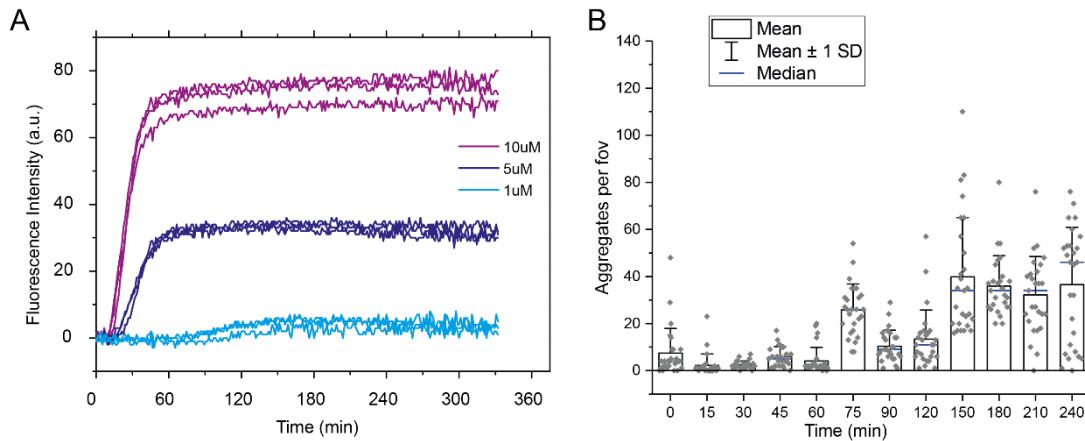 A
Fluorescence Intensity (a.u.)
80
60
40
20
0
0 60 120 180 240 300 360
Time (min)
10uM
5uM
1uM
B
Mean
Mean ± 1 SD
Median
Aggregates per fov
140
120
100
80
60
40
20
0
0 15 30 45 60 75 90 120 150 180 210 240
Time (min)